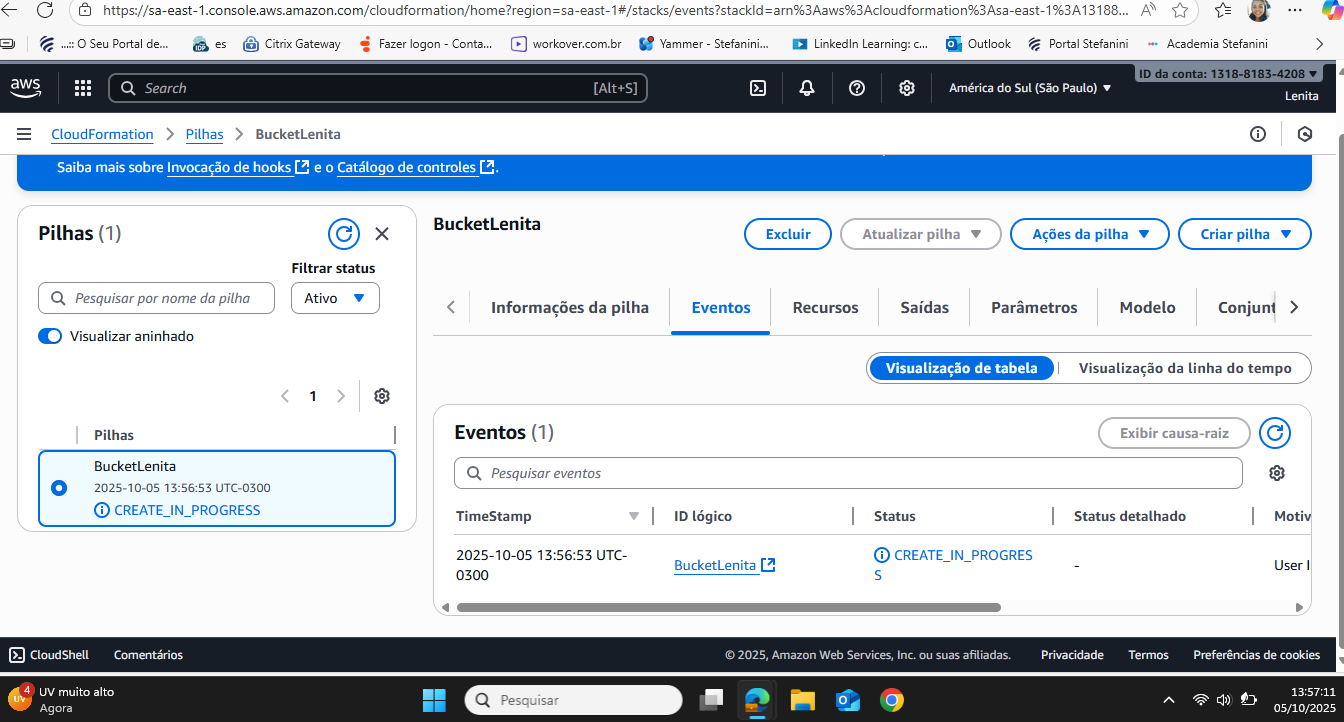 https://sa-east-1.console.aws.amazon.com/cloudformation/home?region=sa-east-1#/stacks/events?stackId=arn%3Aaws%3Acloudformation%3Asa-east-1%3A13188...
...:: O Seu Portal de...
es
Citrix Gateway
Fazer logon - Conta...
workover.com.br
Yammer - Stefanini...
LinkedIn Learning: c...
Outlook
Portal Stefanini
Academia Stefanini
aws
Search
[Alt+S]
América do Sul (São Paulo)
ID da conta: 1318-8183-4208
Lenita
CloudFormation
Pilhas
BucketLenita
Saiba mais sobre Invocação de hooks e o Catálogo de controles .
Pilhas (1)
Filtrar status
Pesquisar por nome da pilha
Ativo
Visualizar aninhado
1
Pilhas
BucketLenita
2025-10-05 13:56:53 UTC-0300
CREATE_IN_PROGRESS
BucketLenita
Excluir
Atualizar pilha
Ações da pilha
Criar pilha
Informações da pilha
Eventos
Recursos
Saídas
Parâmetros
Modelo
Conjunt
Visualização de tabela
Visualização da linha do tempo
Eventos (1)
Exibir causa-raiz
Pesquisar eventos
TimeStamp
ID lógico
Status
Status detalhado
Motiv
2025-10-05 13:56:53 UTC-
0300
BucketLenita
CREATE_IN_PROGRES
S
-
User I
CloudShell
Comentários
© 2025, Amazon Web Services, Inc. ou suas afiliadas.
Privacidade
Termos
Preferências de cookies
UV
4
UV muito alto
Agora
Pesquisar
13:57:11
05/10/2025